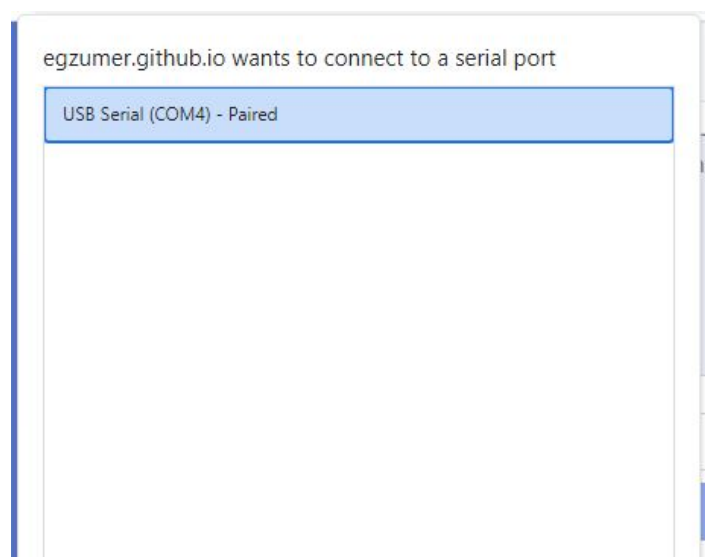 egzumer.github.io wants to connect to a serial port
USB Serial (COM4) - Paired